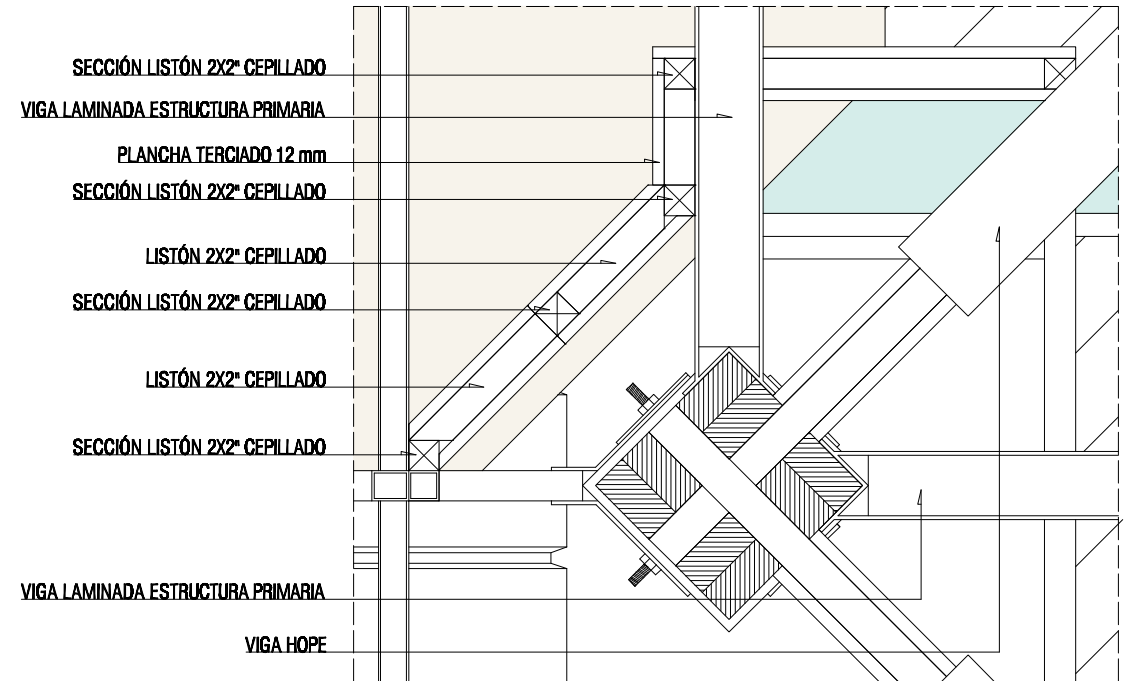 SECCIÓN LISTÓN 2X2" CEPILLADO
VIGA LAMINADA ESTRUCTURA PRIMARIA
PLANCHA TERCIADO 12 mm
SECCIÓN LISTÓN 2X2" CEPILLADO
LISTÓN 2X2" CEPILLADO
SECCIÓN LISTÓN 2X2" CEPILLADO
LISTÓN 2X2" CEPILLADO
SECCIÓN LISTÓN 2X2" CEPILLADO
VIGA LAMINADA ESTRUCTURA PRIMARIA
VIGA HOPE